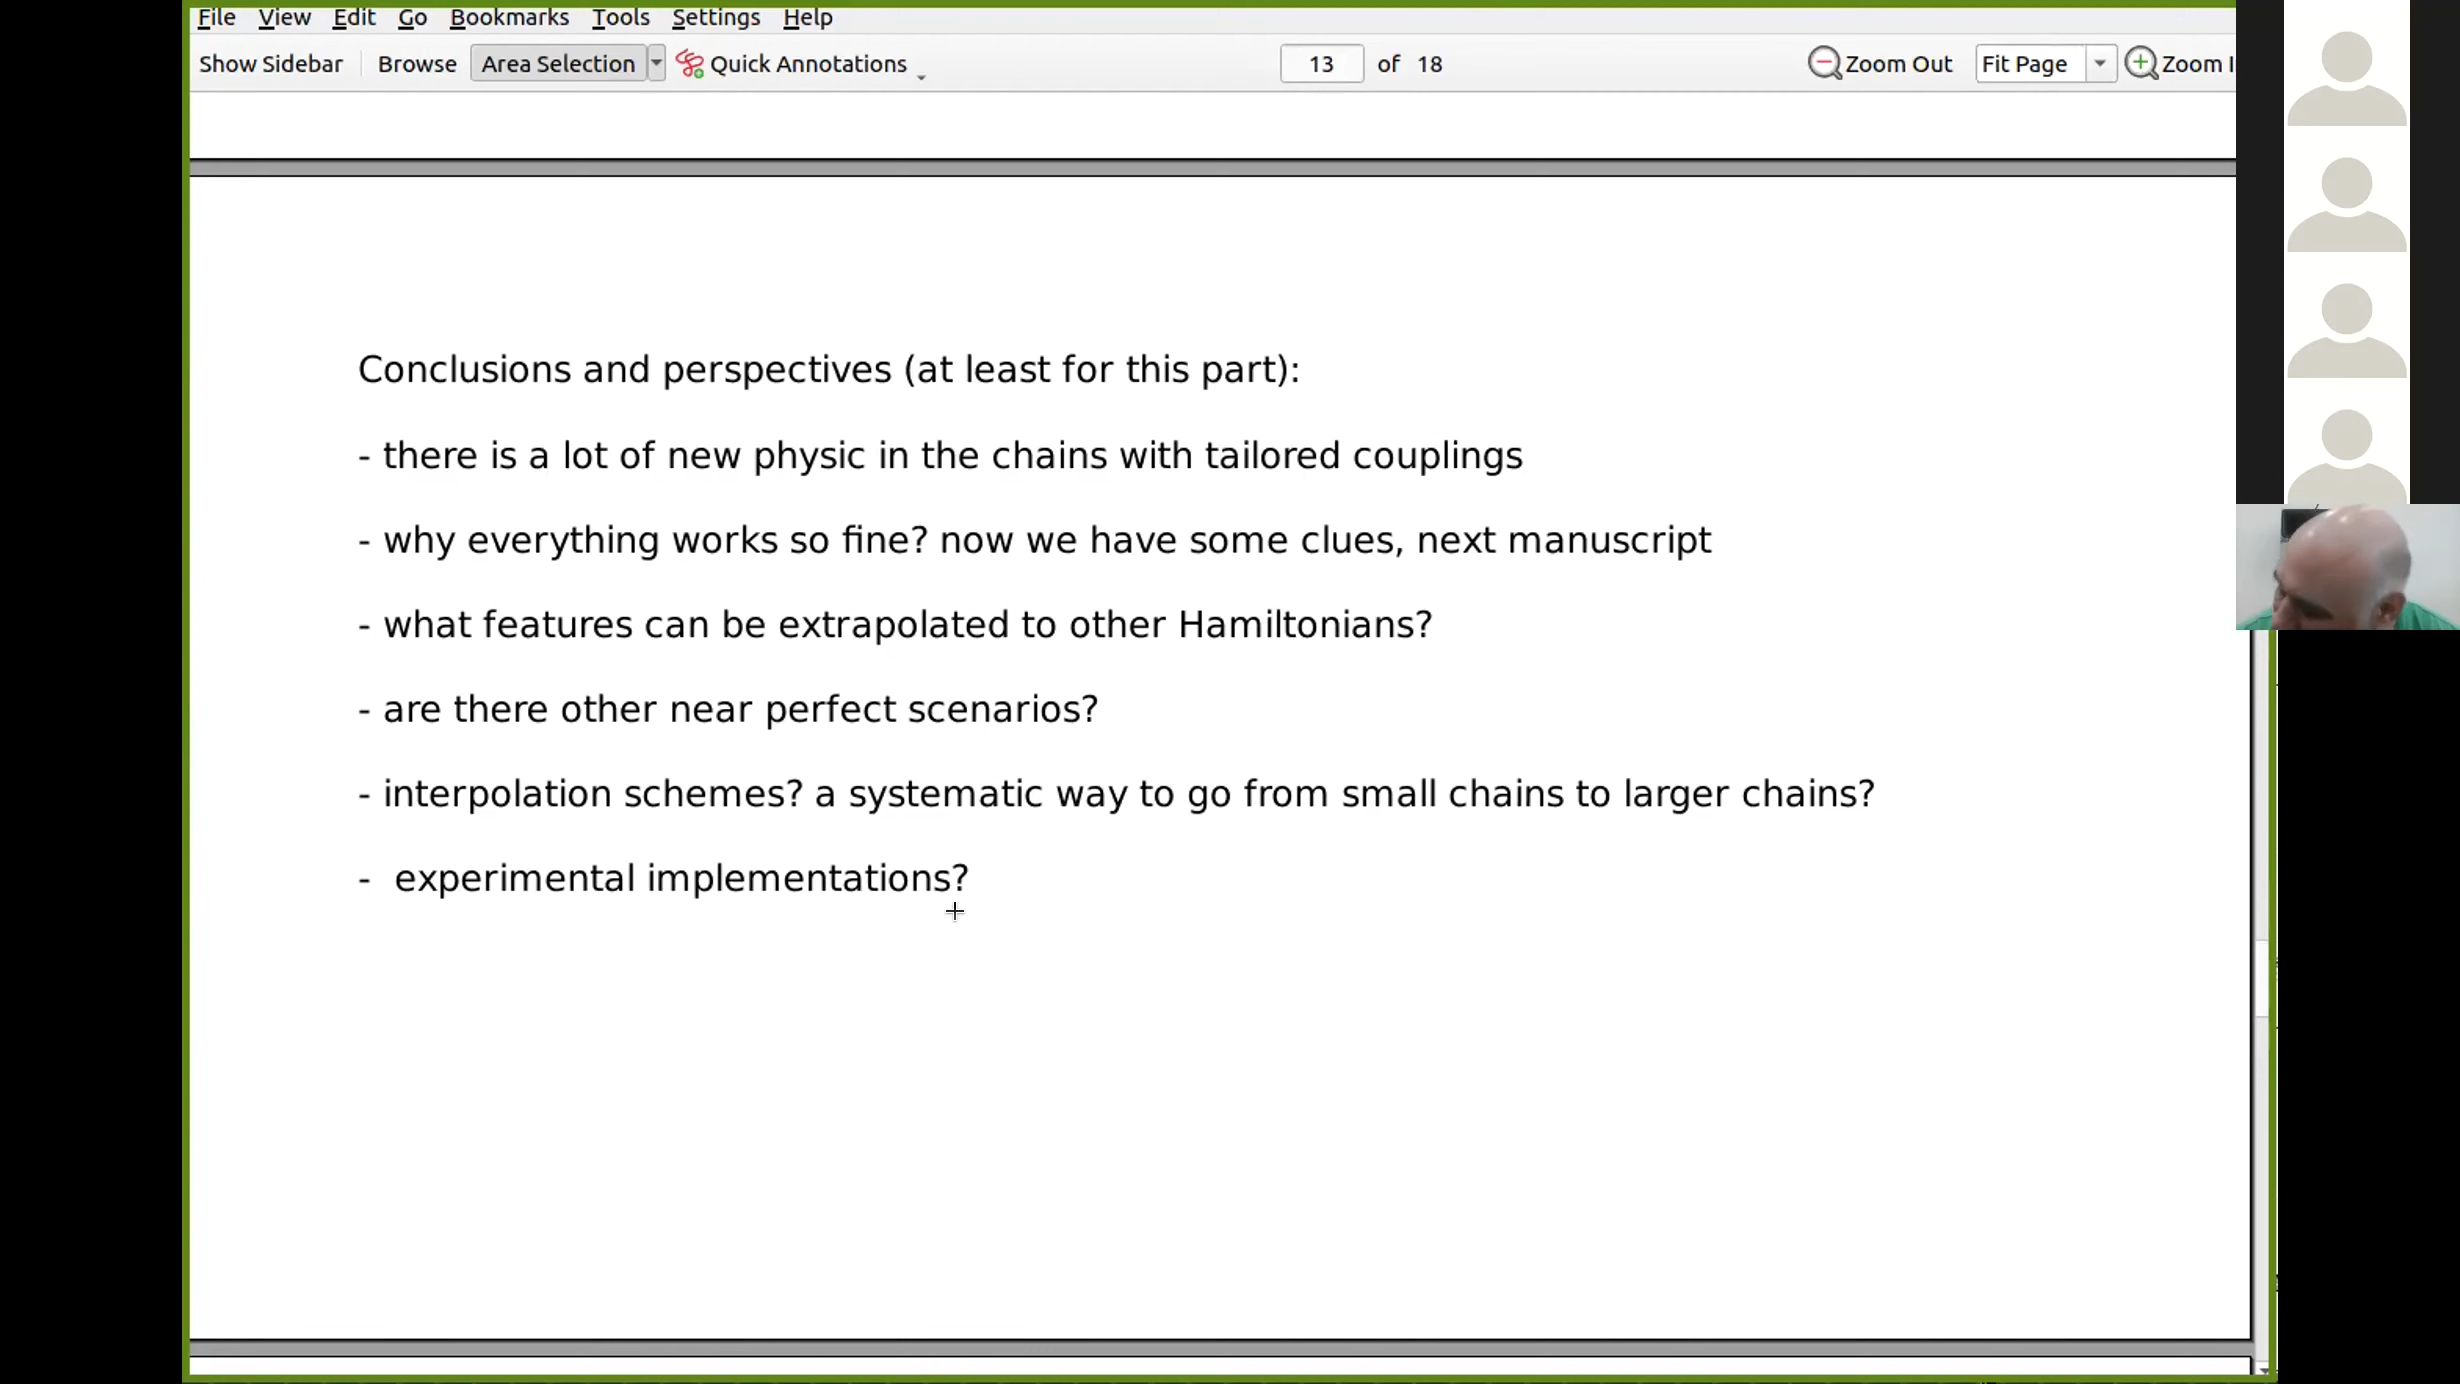 File View Edit Go Bookmarks Tools Settings Help
Show Sidebar Browse Area Selection Quick Annotations 13 of 18 Zoom Out Fit Page Zoom I
Conclusions and perspectives (at least for this part):
- there is a lot of new physic in the chains with tailored couplings
- why everything works so fine? now we have some clues, next manuscript
- what features can be extrapolated to other Hamiltonians?
- are there other near perfect scenarios?
- interpolation schemes? a systematic way to go from small chains to larger chains?
- experimental implementations?